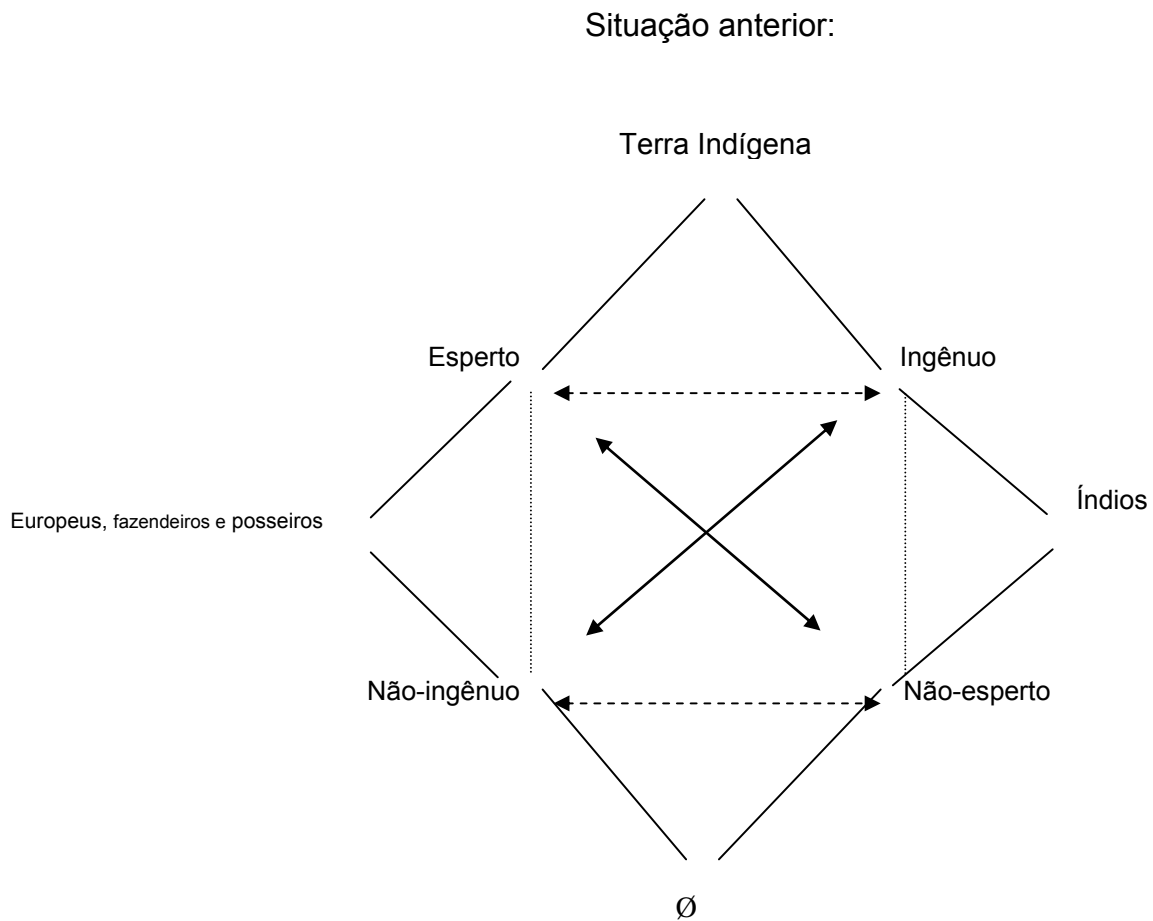 Situação anterior:
Terra Indígena
Esperto
Ingênuo
Europeus, fazendeiros e posseiros
Índios
Não-ingênuo
Não-esperto
Ø